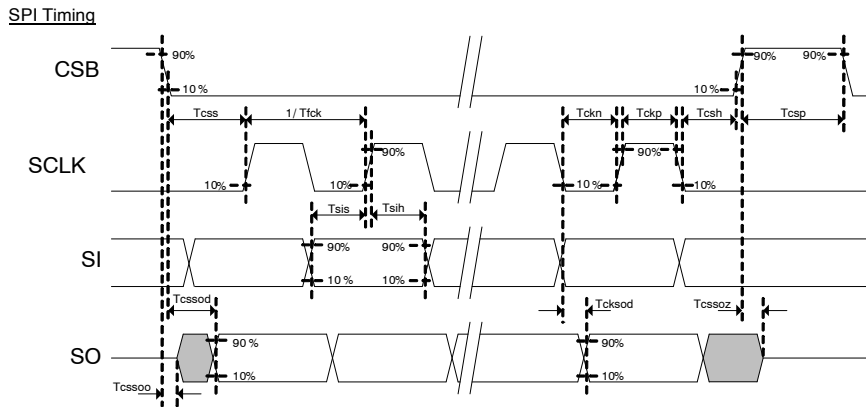 SPI Timing
CSB
90%
10%
10%
90%
90%
Tcss
1/ Tfck
Tckn
Tckp
Tcsh
Tcsp
SCLK
10%
10%
90%
10%
90%
10%
Tsis
Tsih
SI
90%
90%
10%
10%
Tcssod
Tcksod
Tcssoz
SO
90 %
10%
90%
10%
Tcssoo